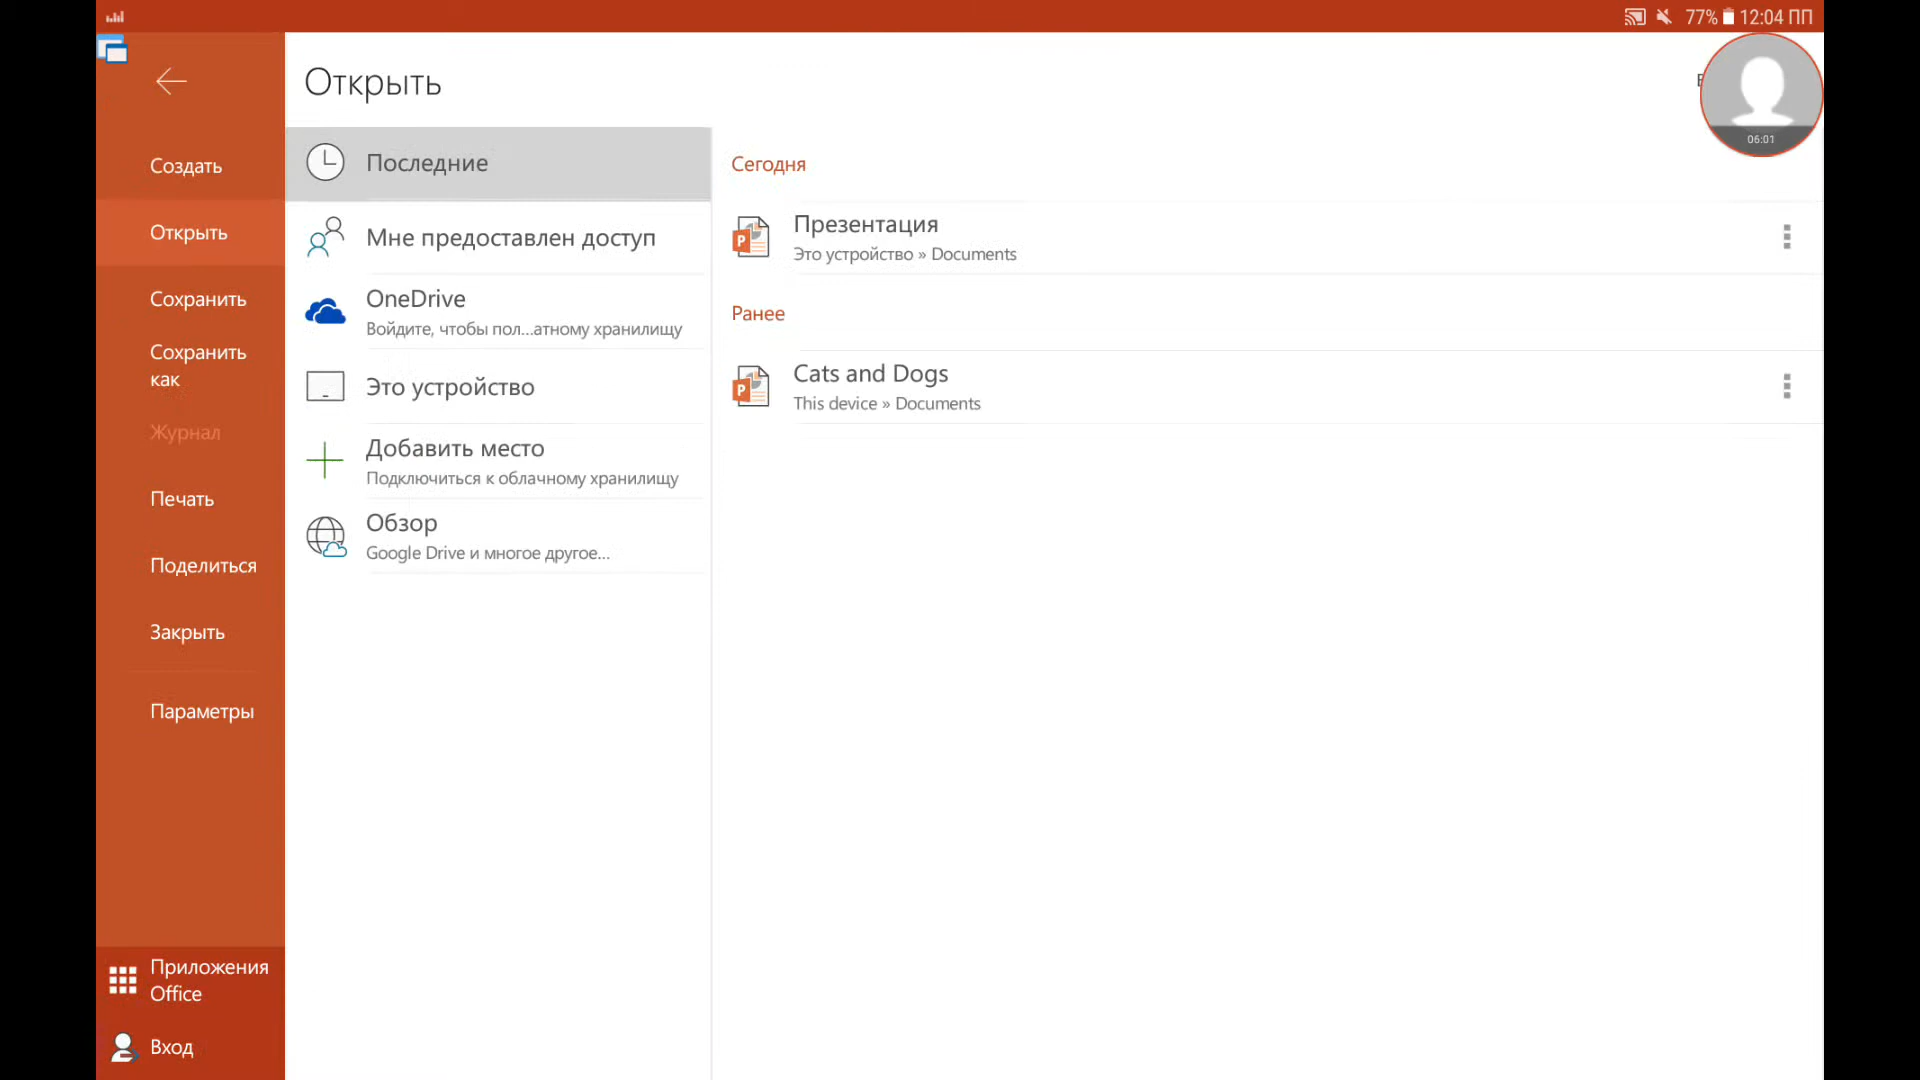 77% 12:04 ПП
Открыть
06:01
Создать
Открыть
Сохранить
Сохранить
как
Журнал
Печать
Поделиться
Закрыть
Параметры
Приложения
Office
Вход
Последние
Мне предоставлен доступ
OneDrive
Войдите, чтобы пол...атному хранилищу
Это устройство
Добавить место
Подключиться к облачному хранилищу
Обзор
Google Drive и многое другое...
Сегодня
P
Презентация
Это устройство » Documents
Ранее
P
Cats and Dogs
This device » Documents